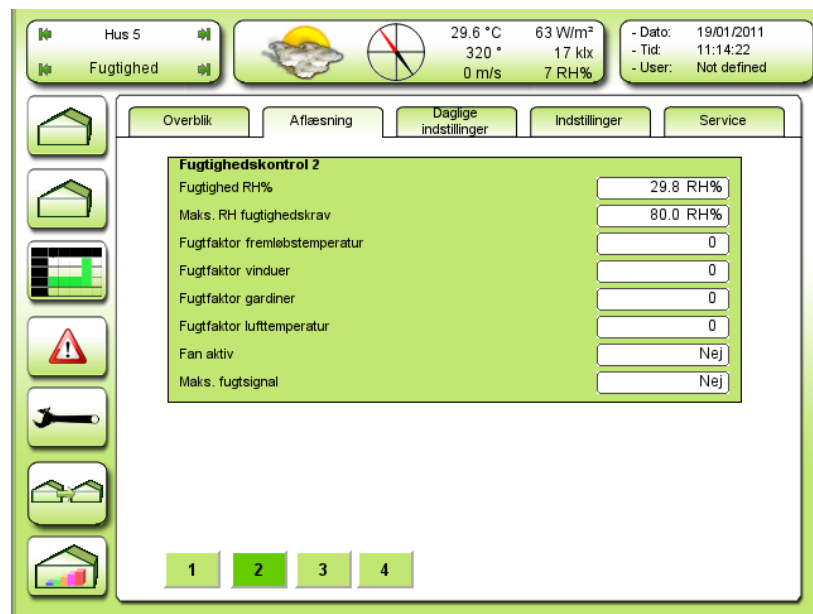 Hus 5
Fugtighed
29.6 °C 63 W/m²
320 ° 17 klx
0 m/s 7 RH%
- Dato: 19/01/2011
- Tid: 11:14:22
- User: Not defined
Overblik
Aflæsning
Daglige
indstillinger
Indstillinger
Service
Fugtighedskontrol 2
Fugtighed RH% 29.8 RH%
Maks. RH fugtighedskrav 80.0 RH%
Fugtfaktor fremløbstemperatur 0
Fugtfaktor vinduer 0
Fugtfaktor gardiner 0
Fugtfaktor lufttemperatur 0
Fan aktiv Nej
Maks. fugtsignal Nej
1 2 3 4